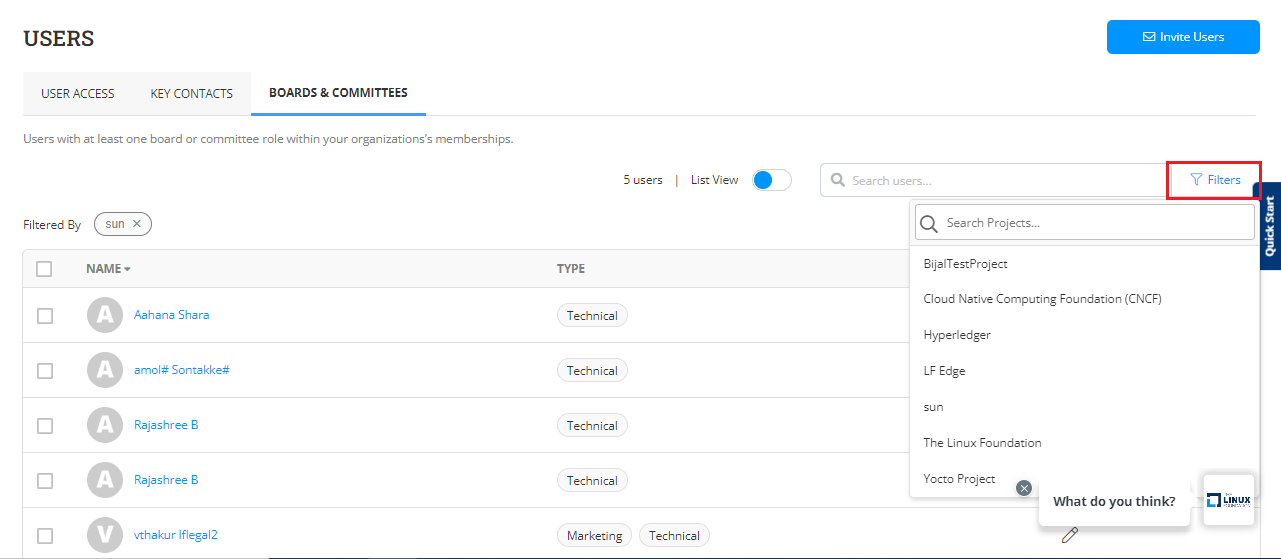 USERS
Invite Users
USER ACCESS KEY CONTACTS BOARDS & COMMITTEES
Users with at least one board or committee role within your organizations's memberships.
5 users | List View Search users... Filters
Quick Start
Filtered By sun ×
Search Projects...
BijalTestProject
Cloud Native Computing Foundation (CNCF)
Hyperledger
LF Edge
sun
The Linux Foundation
Yocto Project
NAME TYPE
A Aahana Shara Technical
A amol# Sontakke# Technical
A Rajashree B Technical
A Rajashree B Technical
V vthakur lflegal2 Marketing Technical
What do you think?
THE
LINUX
FOUNDATION